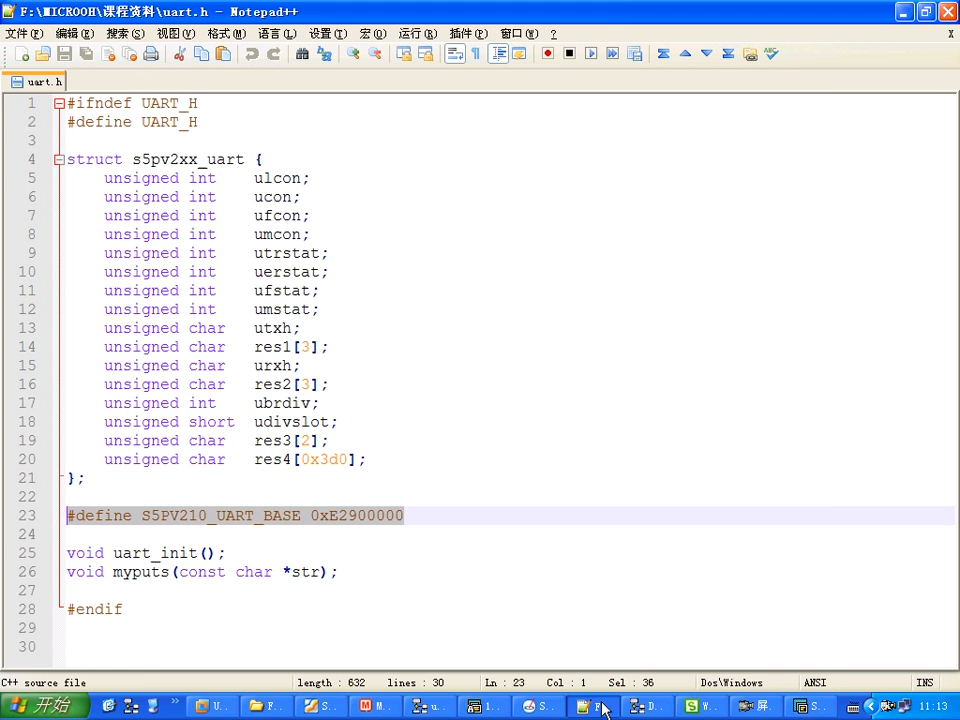 F:\MICROOH\课程资料\uart.h - Notepad++
文件(F) 编辑(E) 搜索(S) 视图(V) 格式(M) 语言(L) 设置(T) 宏(O) 运行(R) 插件(P) 窗口(W) ? X
uart.h
1 #ifndef UART_H
2 #define UART_H
3
4 struct s5pv2xx_uart {
5 unsigned int ulcon;
6 unsigned int ucon;
7 unsigned int ufcon;
8 unsigned int umcon;
9 unsigned int utrstat;
10 unsigned int uerstat;
11 unsigned int ufstat;
12 unsigned int umstat;
13 unsigned char utxh;
14 unsigned char res1[3];
15 unsigned char urxh;
16 unsigned char res2[3];
17 unsigned int ubrdiv;
18 unsigned short udivslot;
19 unsigned char res3[2];
20 unsigned char res4[0x3d0];
21 };
22
23 #define S5PV210_UART_BASE 0xE2900000
24
25 void uart_init();
26 void myputs(const char *str);
27
28 #endif
29
30
C++ source file length : 632 lines : 30 Ln : 23 Col : 1 Sel : 36 Dos\Windows ANSI INS
开始 » U.. F.. S.. M.. u.. 1.. S.. F D.. W.. 屏. S.. 11:13